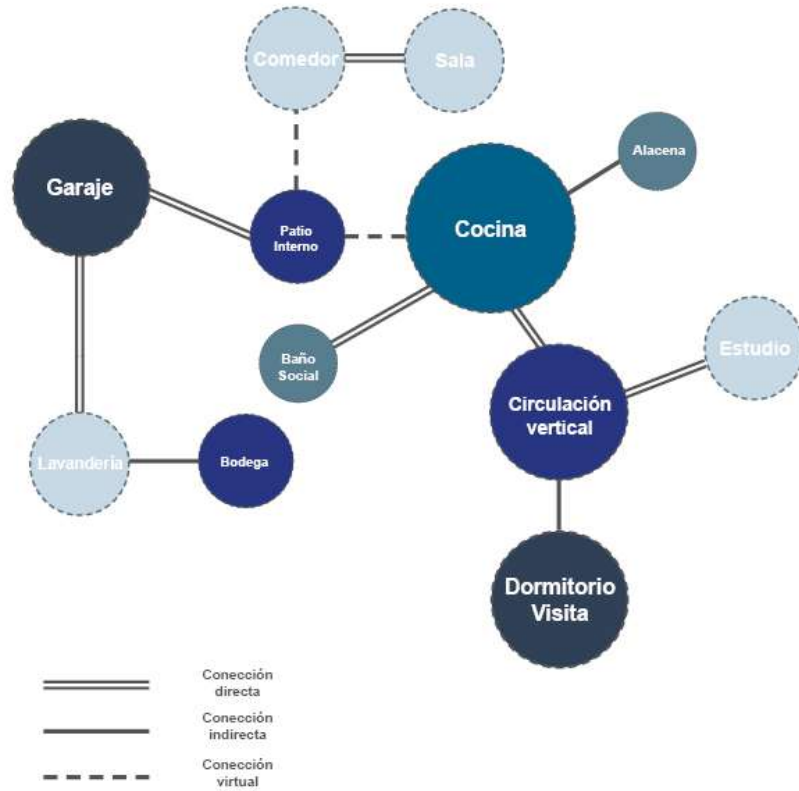 Comedor
Sala
Alacena
Garaje
Patio
Interno
Cocina
Baño
Social
Estudio
Circulación
vertical
Lavandería
Bodega
Dormitorio
Visita
Conección
directa
Conección
indirecta
Conección
virtual